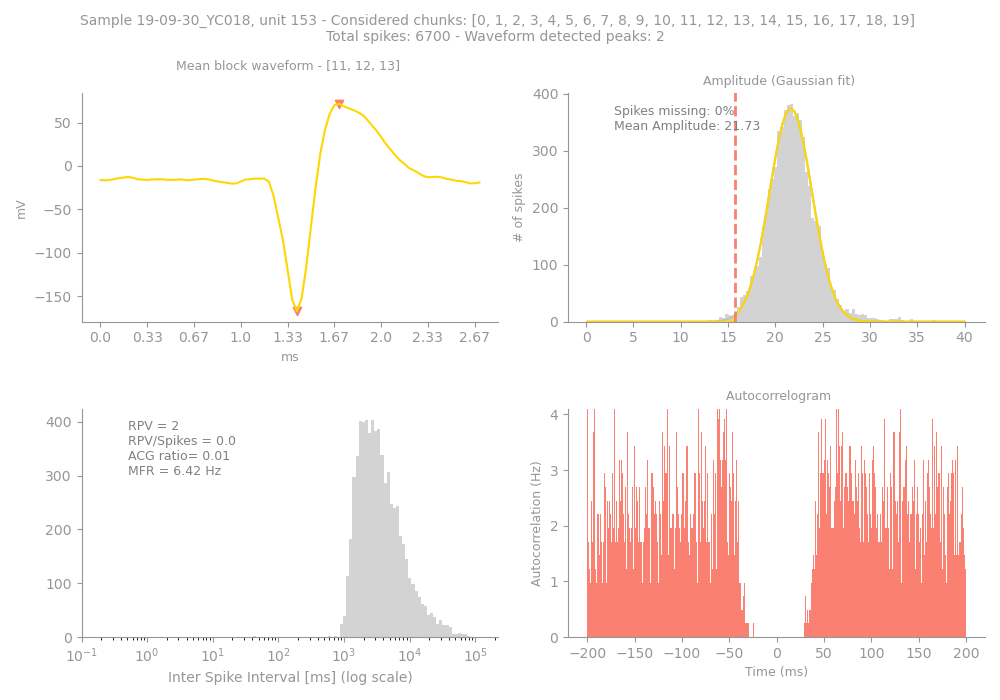 Sample 19-09-30_YC018, unit 153 - Considered chunks: [0, 1, 2, 3, 4, 5, 6, 7, 8, 9, 10, 11, 12, 13, 14, 15, 16, 17, 18, 19]
Total spikes: 6700 - Waveform detected peaks: 2
Mean block waveform - [11, 12, 13]
50
0
−50
−100
−150
mV
0.0 0.33 0.67 1.0 1.33 1.67 2.0 2.33 2.67
ms
Amplitude (Gaussian fit)
Spikes missing: 0%
Mean Amplitude: 21.73
400
300
200
100
0
# of spikes
0 5 10 15 20 25 30 35 40
RPV = 2
RPV/Spikes = 0.0
ACG ratio= 0.01
MFR = 6.42 Hz
400
300
200
100
0
10⁻¹ 10⁰ 10¹ 10² 10³ 10⁴ 10⁵
Inter Spike Interval [ms] (log scale)
Autocorrelogram
4
3
2
1
0
Autocorrelation (Hz)
−200 −150 −100 −50 0 50 100 150 200
Time (ms)